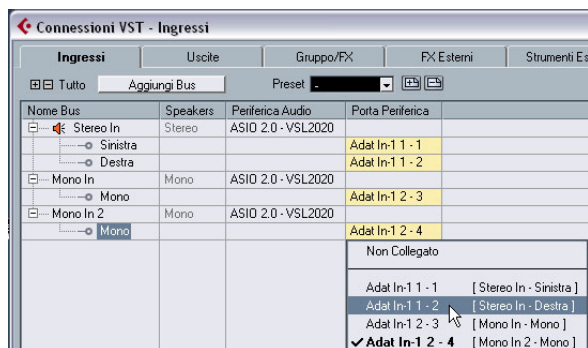 Connessioni VST - Ingressi
Ingressi Uscite Gruppo/FX FX Esterni Strumenti Es
Tutto Aggiungi Bus Preset -
Nome Bus Speakers Periferica Audio Porta Periferica
Stereo In Stereo ASIO 2.0 - VSL2020
Sinistra Adat In-1 1 - 1
Destra Adat In-1 1 - 2
Mono In Mono ASIO 2.0 - VSL2020
Mono Adat In-1 2 - 3
Mono In 2 Mono ASIO 2.0 - VSL2020
Mono Adat In-1 2 - 4
Non Collegato
Adat In-1 1 - 1 [ Stereo In - Sinistra ]
Adat In-1 1 - 2 [ Stereo In - Destra ]
Adat In-1 2 - 3 [ Mono In - Mono ]
Adat In-1 2 - 4 [ Mono In 2 - Mono ]